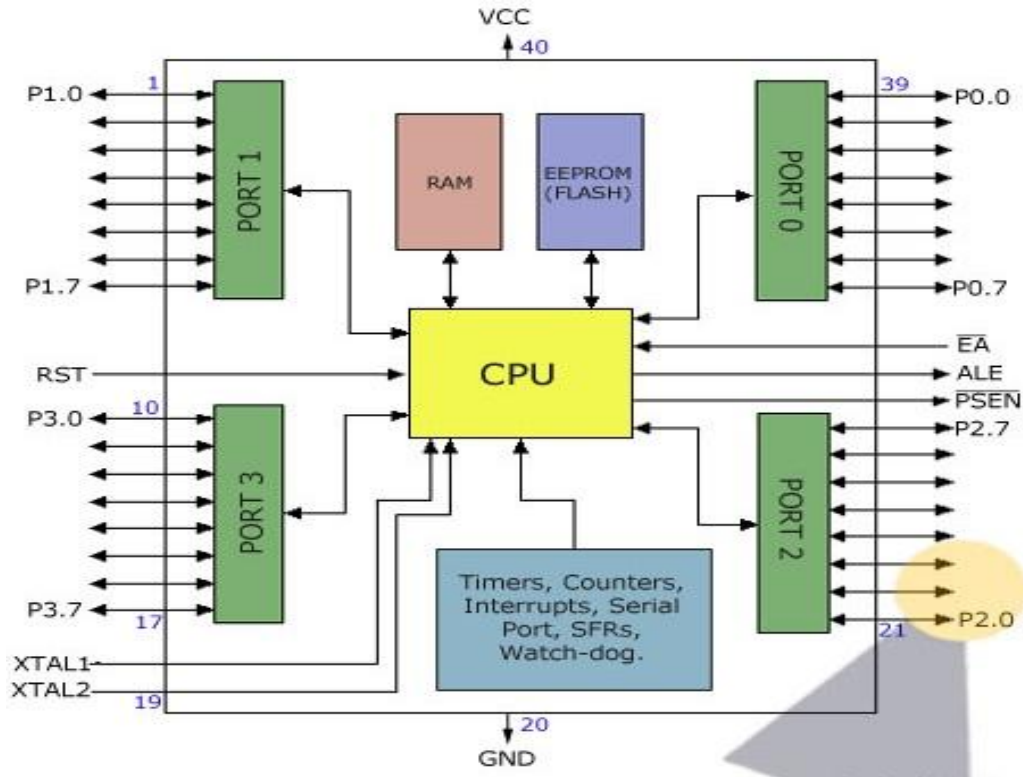 VCC
40
1
39
P1.0
P0.0
PORT 1
RAM
EEPROM
(FLASH)
PORT 0
P1.7
P0.7
EA
RST
CPU
ALE
PSEN
P3.0
10
P2.7
PORT 3
PORT 2
Timers, Counters,
Interrupts, Serial
Port, SFRs,
Watch-dog.
P3.7
17
P2.0
21
XTAL1
XTAL2
19
20
GND